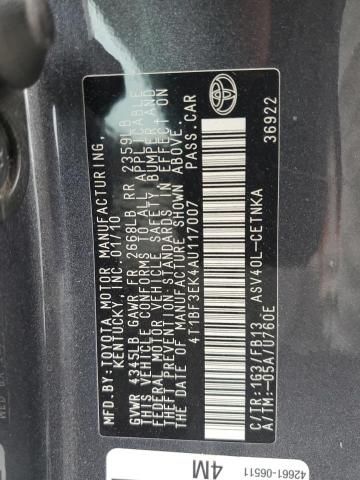 MFD. BY: TOYOTA MOTOR MANUFACTURING,
KENTUCKY, INC. 01/10
GVWR 4345LB GAWR FR 2668LB RR 2359LB
THIS VEHICLE CONFORMS TO ALL APPLICABLE
FEDERAL MOTOR VEHICLE SAFETY, BUMPER, AND
THEFT PREVENTION STANDARDS IN EFFECT ON
THE DATE OF MANUFACTURE SHOWN ABOVE.
4T1BF3EK4AU117007 PASS. CAR
C/TR:1G3/FB13 ASV40L-CETNKA
A/TM:-05A/U760E 36922
42661-06511
4M